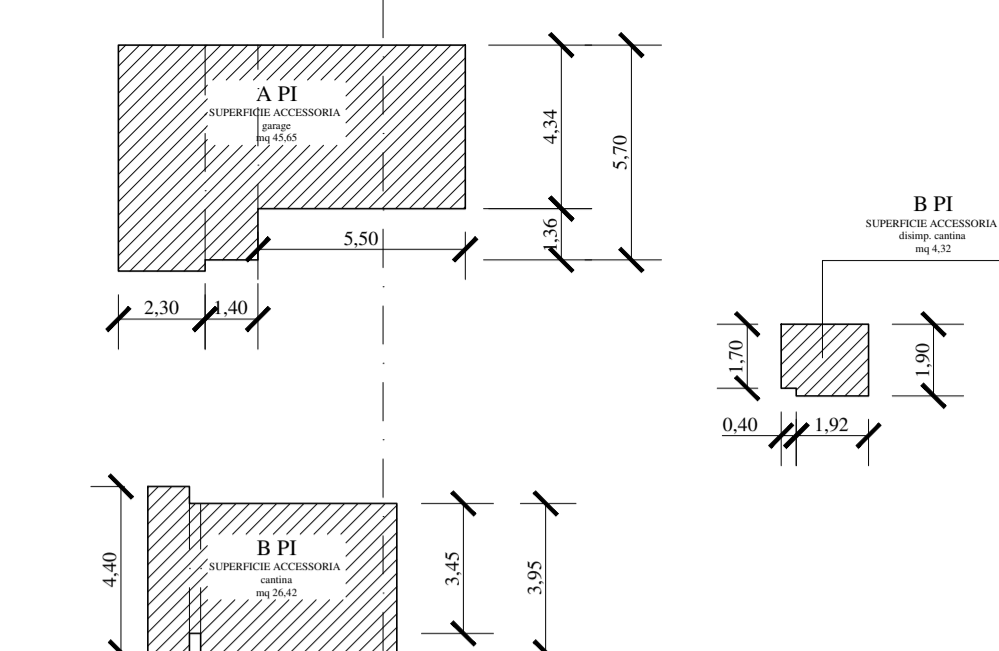 A PI
SUPERFICIE ACCESSORIA
garage
mq 45,65
4,34
5,70
1,36
5,50
2,30
1,40
B PI
SUPERFICIE ACCESSORIA
disimp. cantina
mq 4,32
1,70
1,90
0,40
1,92
B PI
SUPERFICIE ACCESSORIA
cantina
mq 26,42
4,40
3,45
3,95